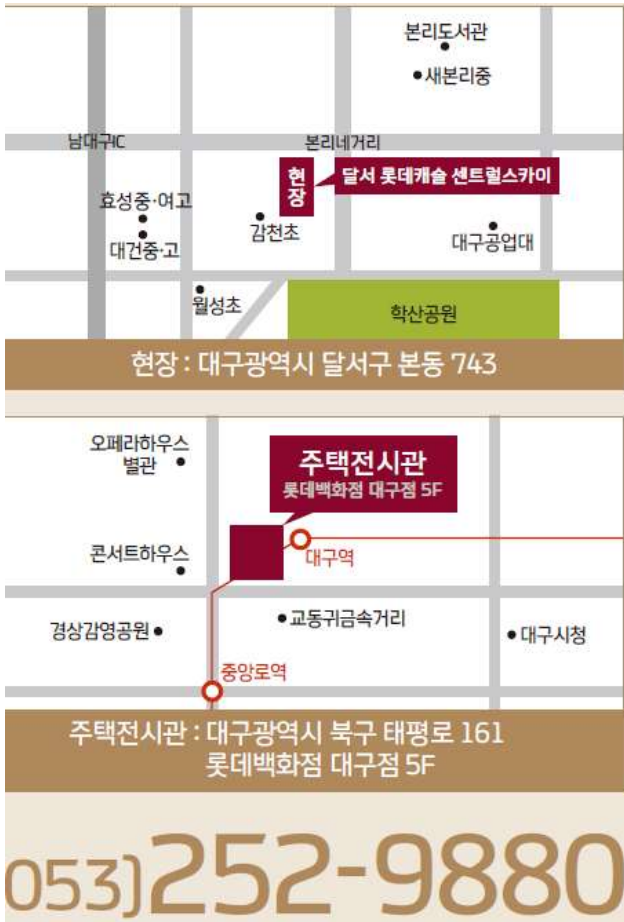 본리도서관
새본리중
남대구IC
본리네거리
현장
달서 롯데캐슬 센트럴스카이
효성중·여고
대건중·고
감천초
대구공업대
월성초
학산공원
현장 : 대구광역시 달서구 본동 743
오페라하우스
별관
주택전시관
롯데백화점 대구점 5F
콘서트하우스
대구역
경상감영공원
교동귀금속거리
대구시청
중앙로역
주택전시관 : 대구광역시 북구 태평로 161
롯데백화점 대구점 5F
053)252-9880